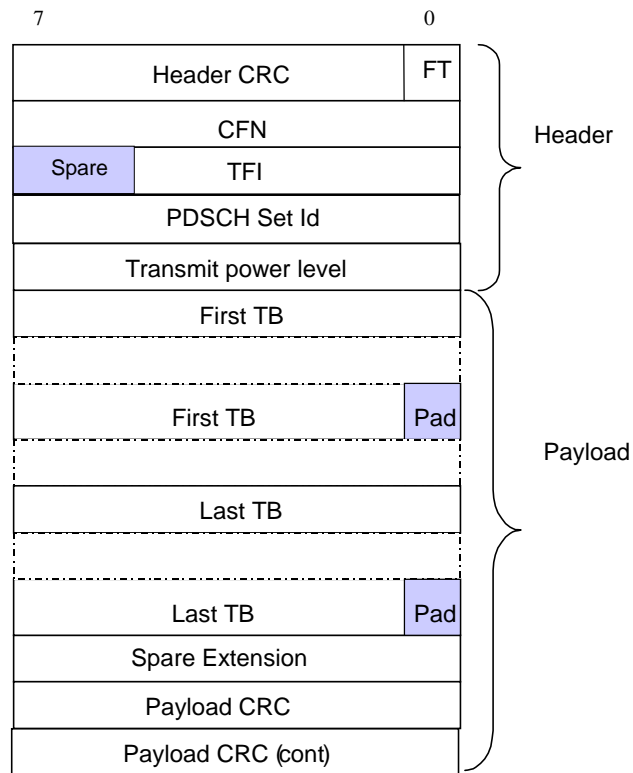 7 0
Header CRC FT
CFN
Header
Spare TFI
PDSCH Set Id
Transmit power level
First TB
First TB Pad
Payload
Last TB
Last TB Pad
Spare Extension
Payload CRC
Payload CRC (cont)